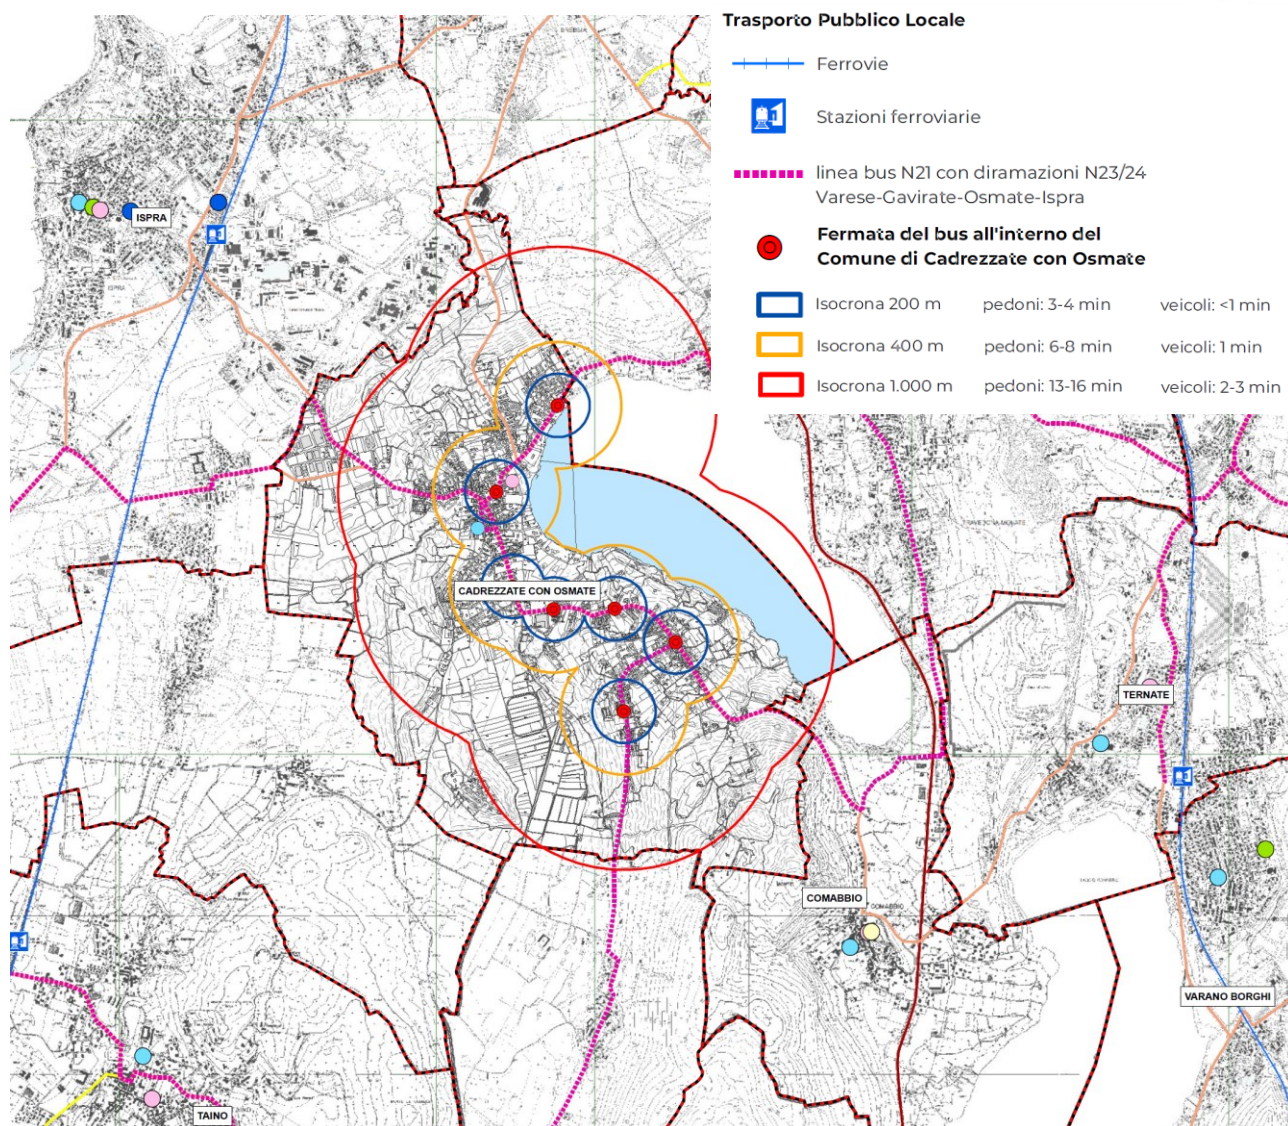 Trasporto Pubblico Locale
Ferrovie
Stazioni ferroviarie
linea bus N21 con diramazioni N23/24
Varese-Gavirate-Osmate-Ispra
Fermata del bus all'interno del
Comune di Cadrezzate con Osmate
Isocrona 200 m pedoni: 3-4 min veicoli: <1 min
Isocrona 400 m pedoni: 6-8 min veicoli: 1 min
Isocrona 1.000 m pedoni: 13-16 min veicoli: 2-3 min
ISPRA
ISPRA
CADREZZATE CON OSMATE
TERNATE
COMABBIO
COMABBIO
VARANO BORGHI
TAINO